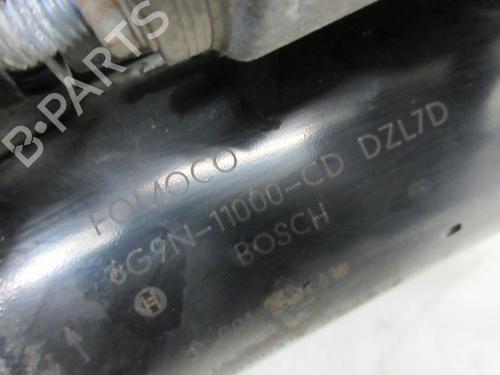 B-PARTS
FOMOCO
6G9N-11000-CD DZL7D
BOSCH